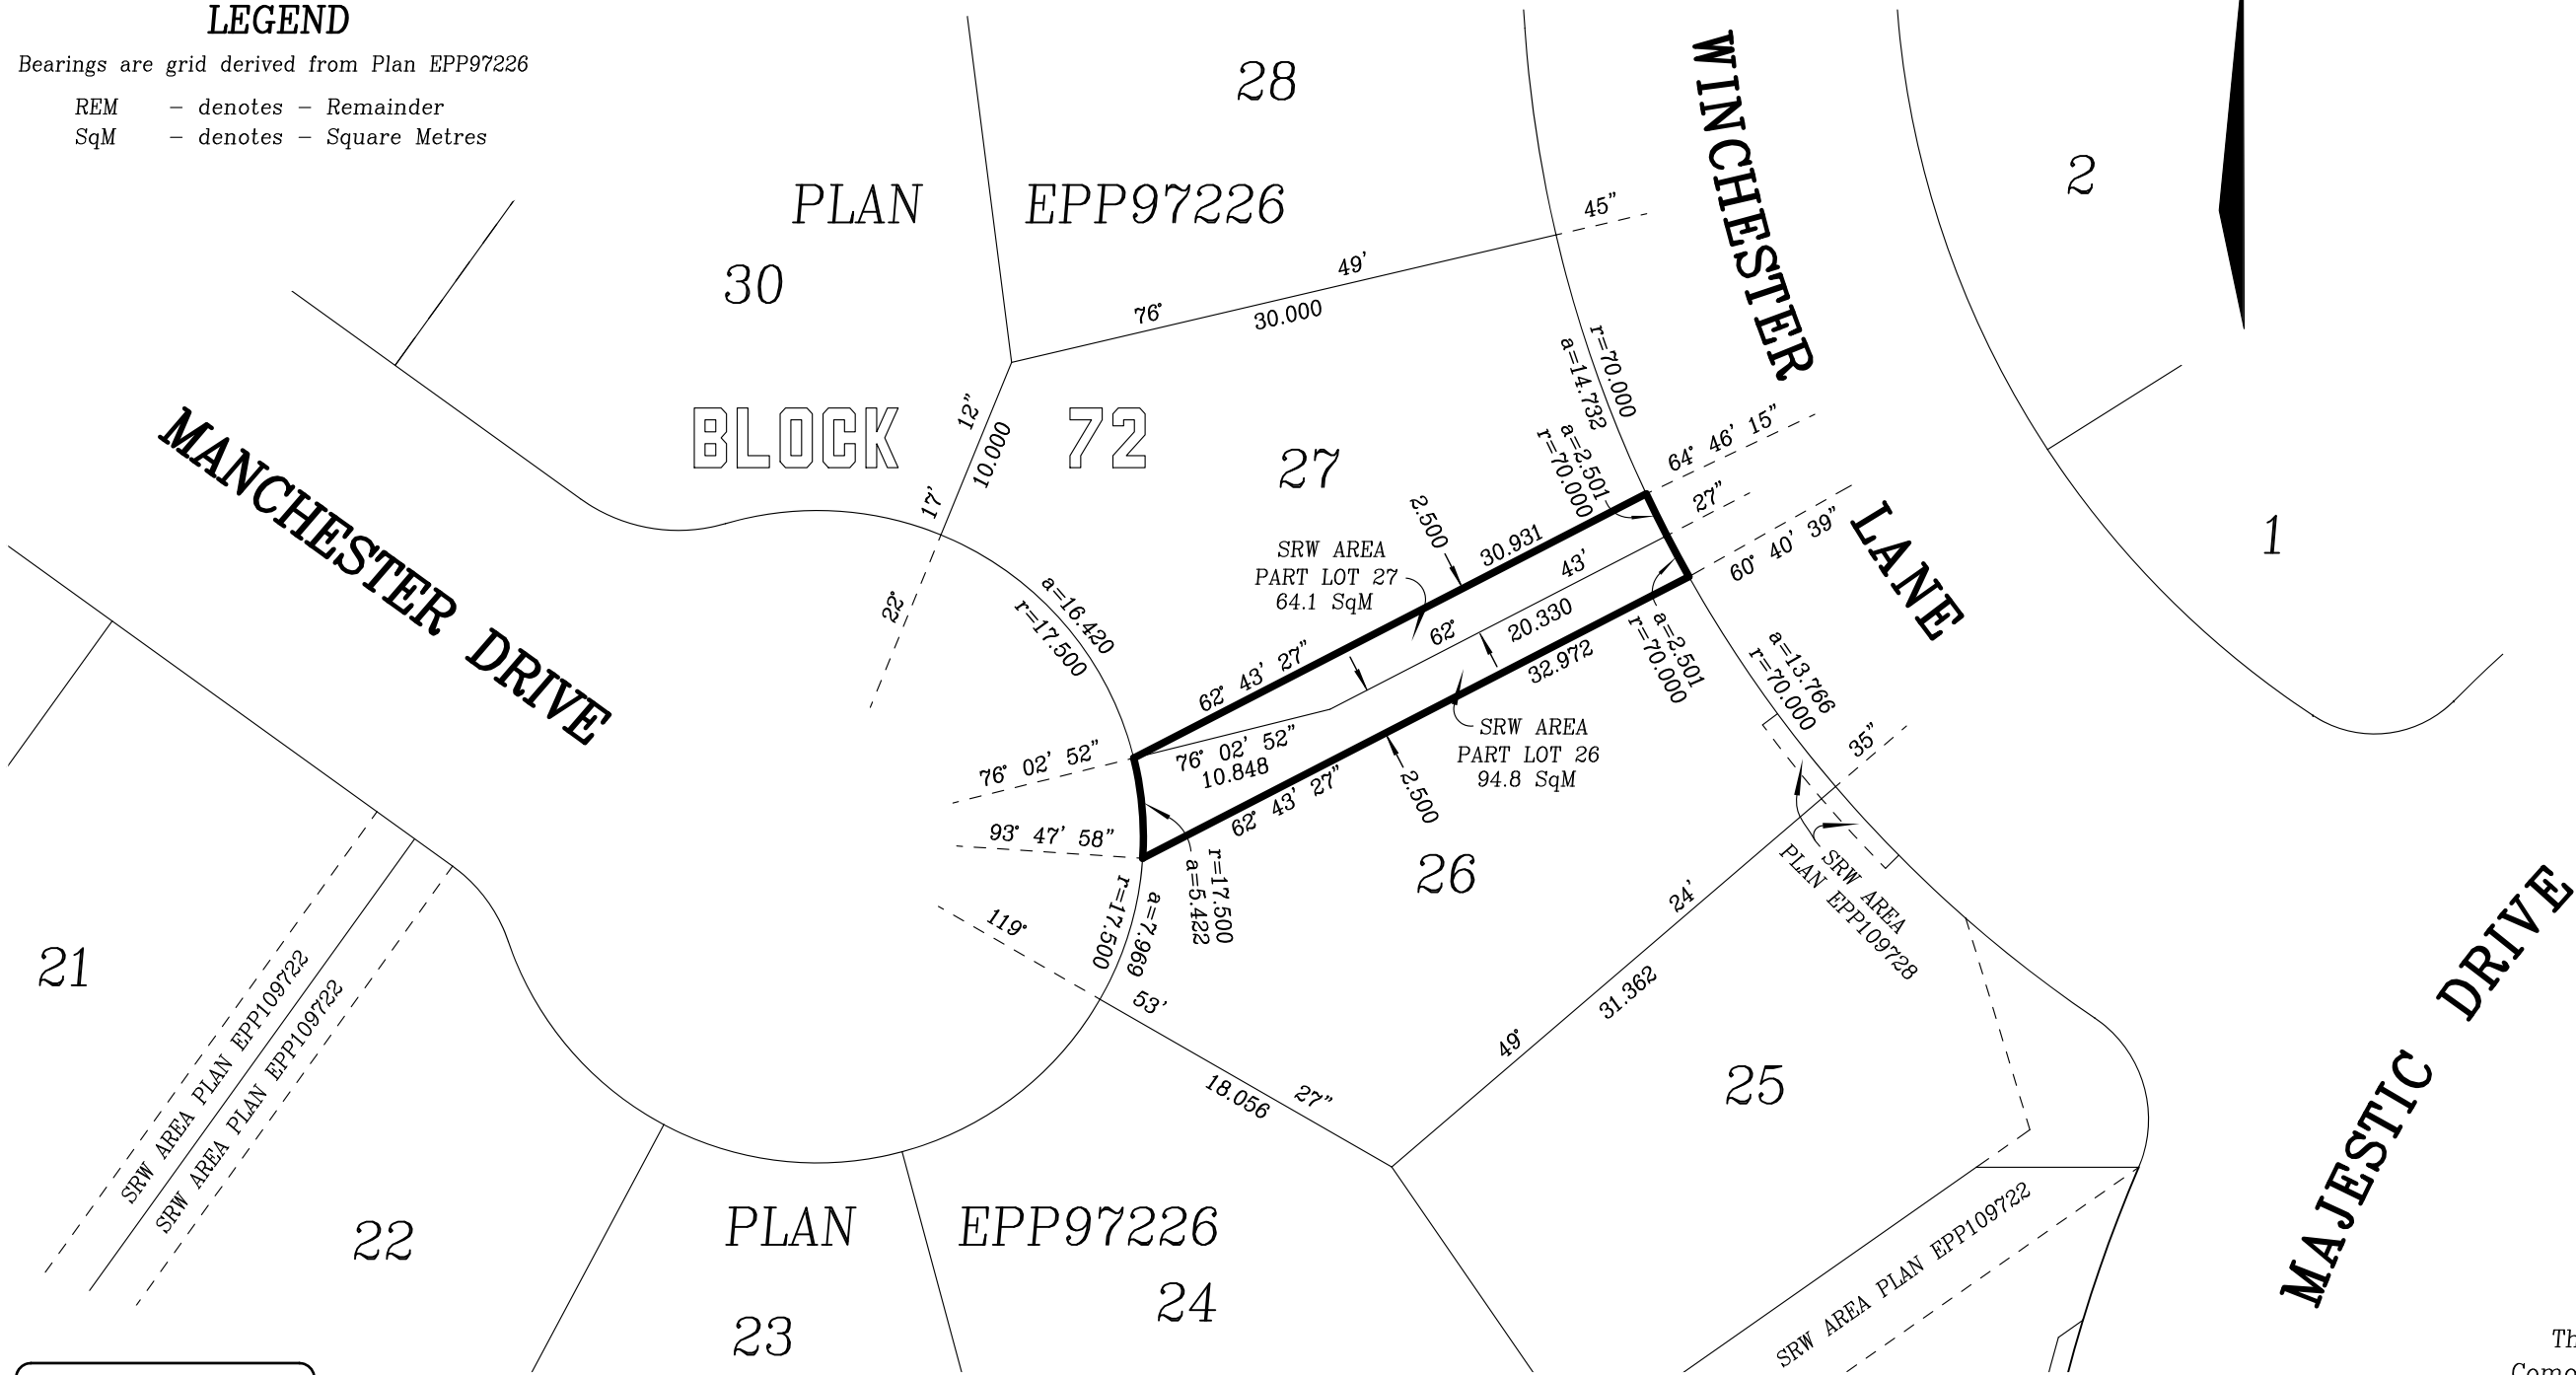 LEGEND
Bearings are grid derived from Plan EPP97226
REM - denotes - Remainder
SqM - denotes - Square Metres
28
WINCHESTER
2
PLAN EPP97226
30
45"
49'
76°
30.000
r=70.000
a=14.732
MANCHESTER DRIVE
BLOCK 72
12"
10.000
17'
22°
27
a=2.501
r=70.000
64° 46' 15"
27"
60° 40' 39"
LANE
1
2.500
30.931
43'
SRW AREA
PART LOT 27
64.1 SqM
62°
20.330
32.972
a=16.420
r=17.500
62° 43' 27"
a=2.501
r=70.000
a=13.766
r=70.000
35"
76° 02' 52"
76° 02' 52"
10.848
SRW AREA
PART LOT 26
94.8 SqM
62° 43' 27"
2.500
93° 47' 58"
r=17.500
a=5.422
26
119°
r=17.500
a=7.969
53'
SRW AREA
PLAN EPP109728
24'
31.362
49°
MAJESTIC DRIVE
21
SRW AREA PLAN EPP109722
SRW AREA PLAN EPP109722
18.056
27"
25
22
PLAN EPP97226
24
23
SRW AREA PLAN EPP109722